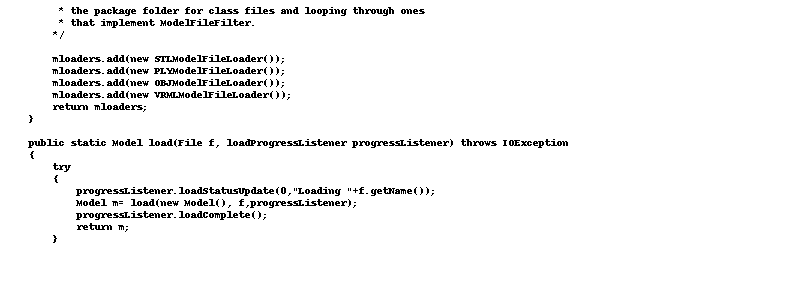 * the package folder for class files and looping through ones
* that implement ModelFileFilter.
*/
mloaders.add(new STLModelFileLoader());
mloaders.add(new PLYModelFileLoader());
mloaders.add(new OBJModelFileLoader());
mloaders.add(new VRMLModelFileLoader());
return mloaders;
}
public static Model load(File f, loadProgressListener progressListener) throws IOException
{
try
{
progressListener.loadStatusUpdate(0,"Loading "+f.getName());
Model m= load(new Model(), f,progressListener);
progressListener.loadComplete();
return m;
}